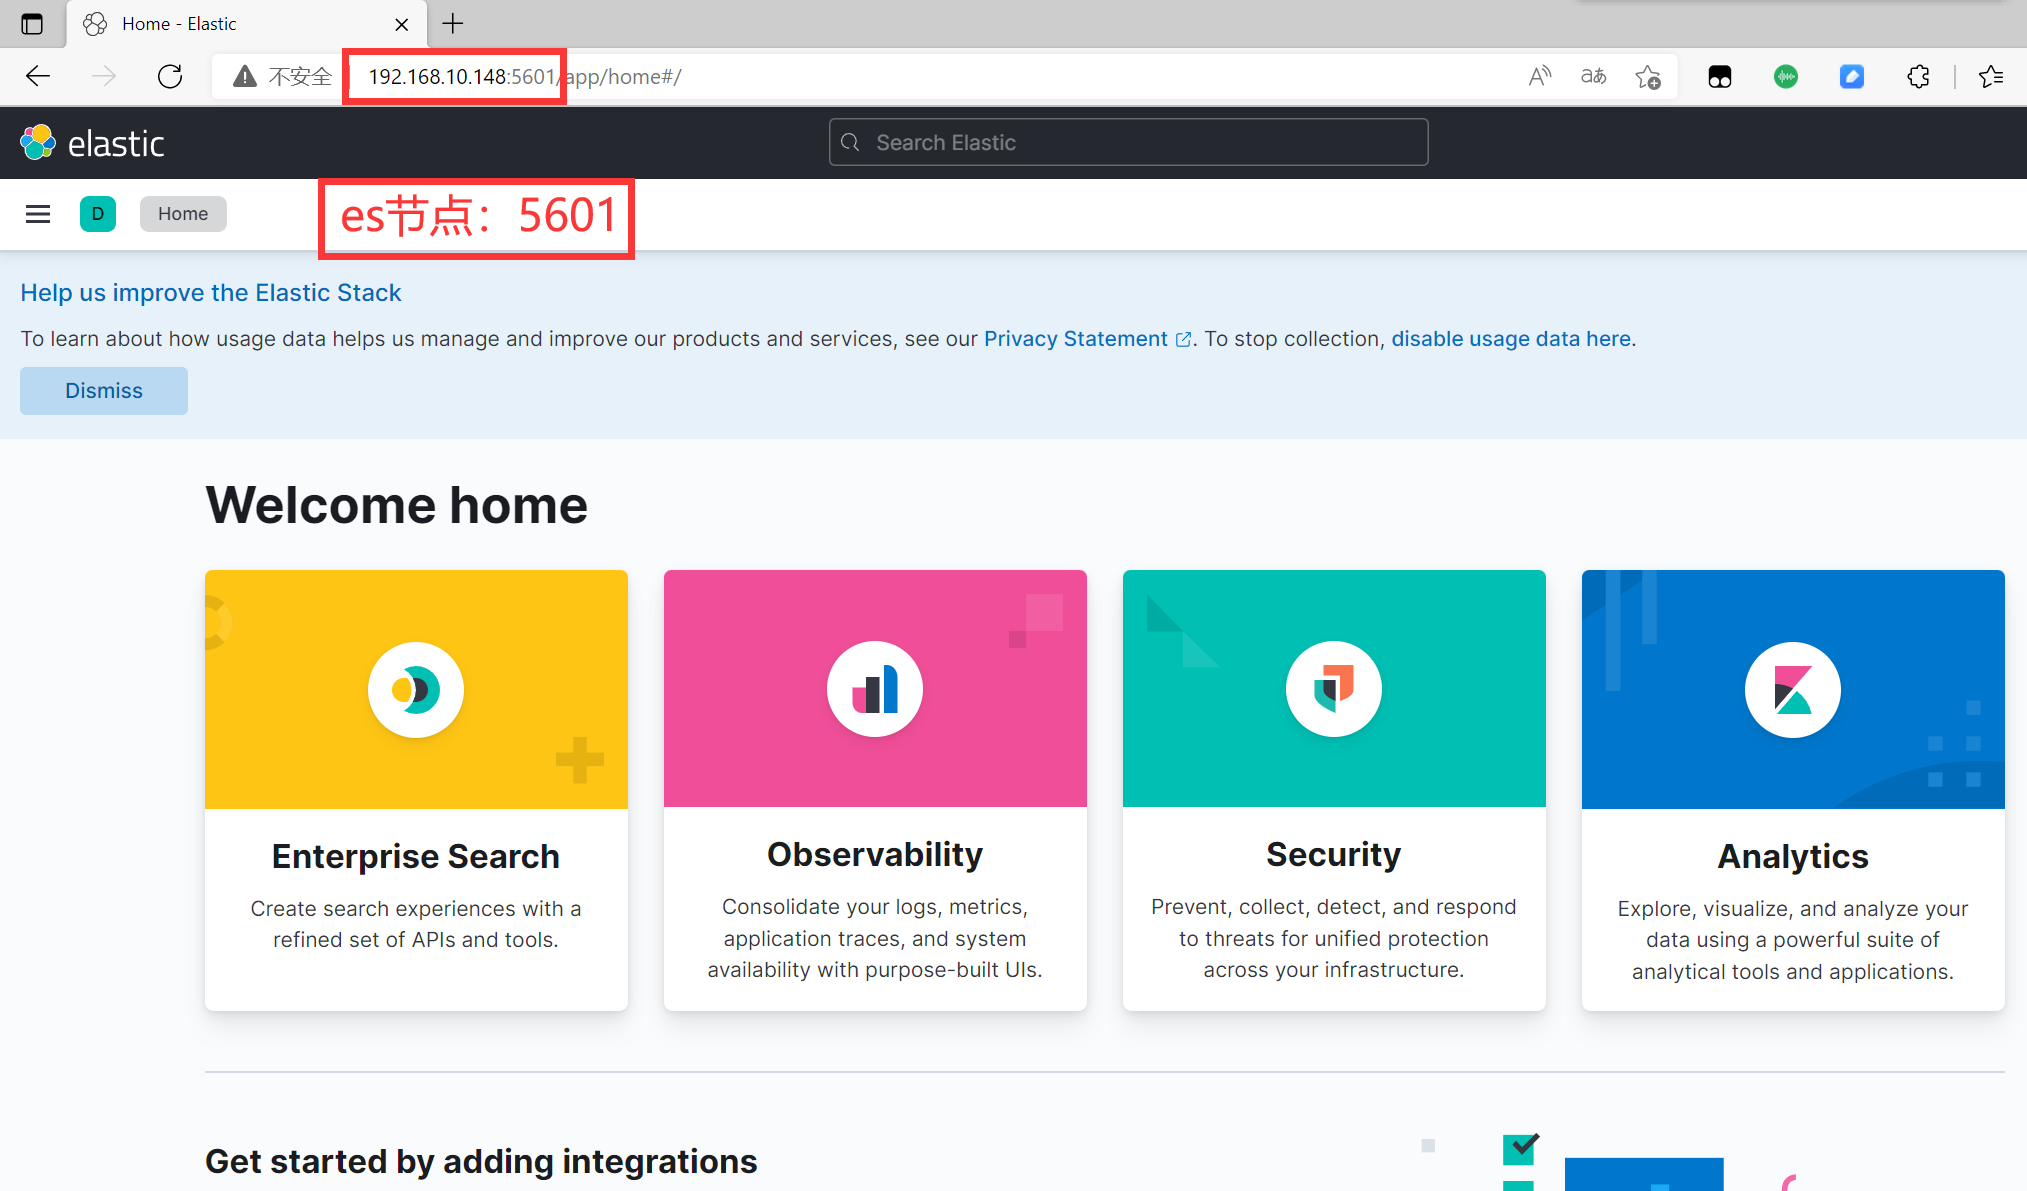 Home - Elastic
不安全 192.168.10.148:5601/app/home#/
elastic
Search Elastic
D Home
es节点：5601
Help us improve the Elastic Stack
To learn about how usage data helps us manage and improve our products and services, see our Privacy Statement. To stop collection, disable usage data here.
Dismiss
Welcome home
Enterprise Search
Create search experiences with a
refined set of APIs and tools.
Observability
Consolidate your logs, metrics,
application traces, and system
availability with purpose-built UIs.
Security
Prevent, collect, detect, and respond
to threats for unified protection
across your infrastructure.
Analytics
Explore, visualize, and analyze your
data using a powerful suite of
analytical tools and applications.
Get started by adding integrations